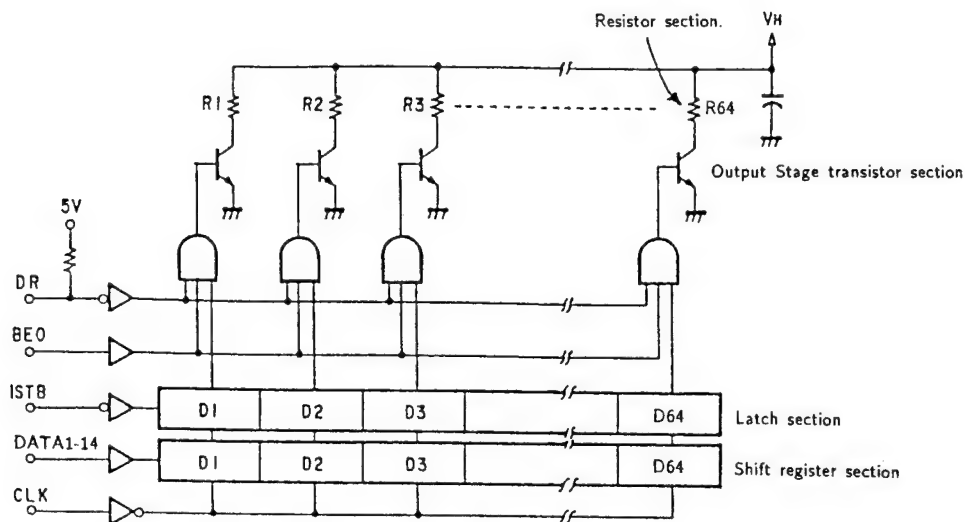 Resistor section.
VH
R1
R2
R3
R64
Output Stage transistor section
5V
DR
BEO
ISTB
D1
D2
D3
D64
Latch section
DATA1-14
D1
D2
D3
D64
Shift register section
CLK